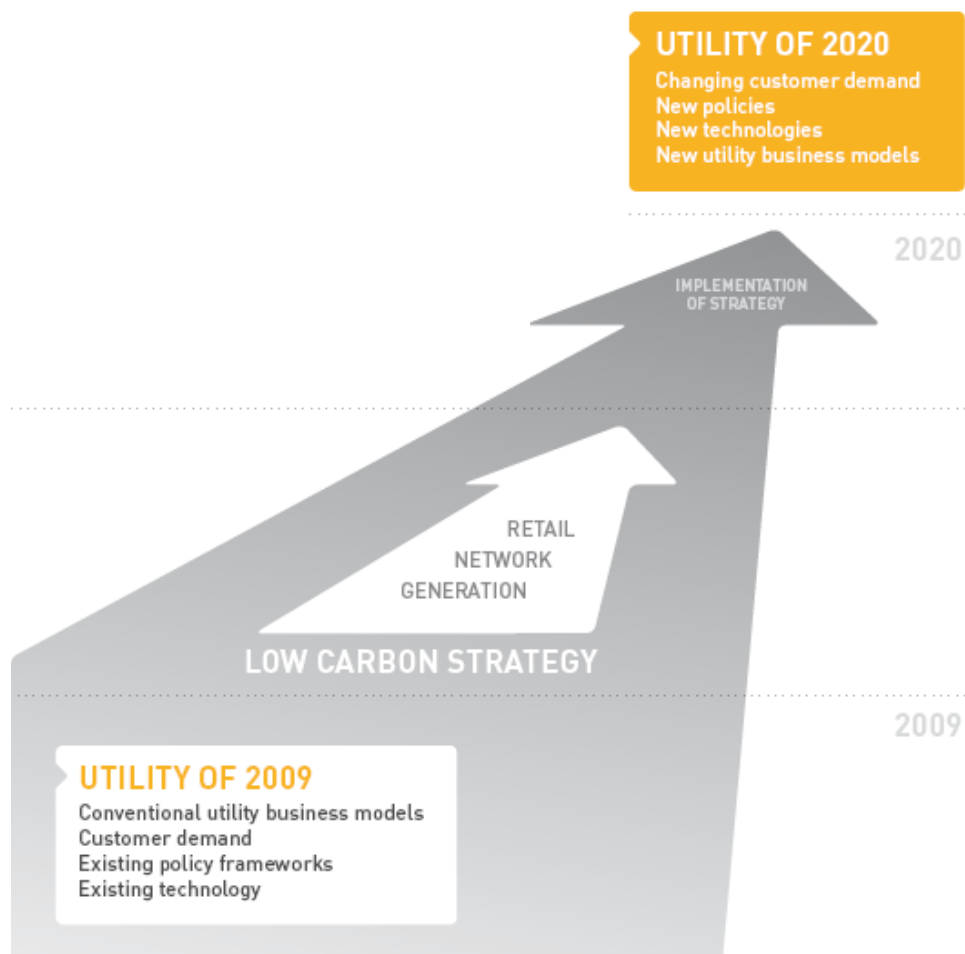 UTILITY OF 2020
Changing customer demand
New policies
New technologies
New utility business models
2020
IMPLEMENTATION
OF STRATEGY
RETAIL
NETWORK
GENERATION
LOW CARBON STRATEGY
2009
UTILITY OF 2009
Conventional utility business models
Customer demand
Existing policy frameworks
Existing technology